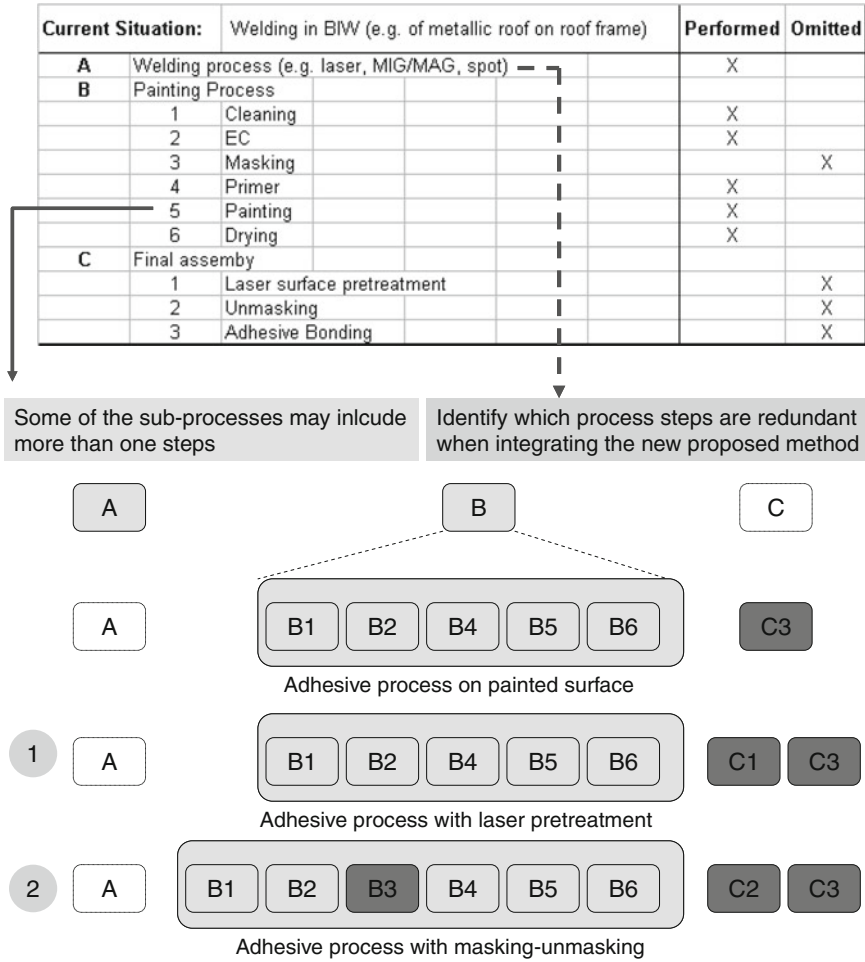 Current Situation: Welding in BIW (e.g. of metallic roof on roof frame) Performed Omitted
A Welding process (e.g. laser, MIG/MAG, spot) X
B Painting Process
1 Cleaning X
2 EC X
3 Masking X
4 Primer X
5 Painting X
6 Drying X
C Final assemby
1 Laser surface pretreatment X
2 Unmasking X
3 Adhesive Bonding X
Some of the sub-processes may inlcude
more than one steps
Identify which process steps are redundant
when integrating the new proposed method
A B C
A B1 B2 B4 B5 B6 C3
Adhesive process on painted surface
1 A B1 B2 B4 B5 B6 C1 C3
Adhesive process with laser pretreatment
2 A B1 B2 B3 B4 B5 B6 C2 C3
Adhesive process with masking-unmasking